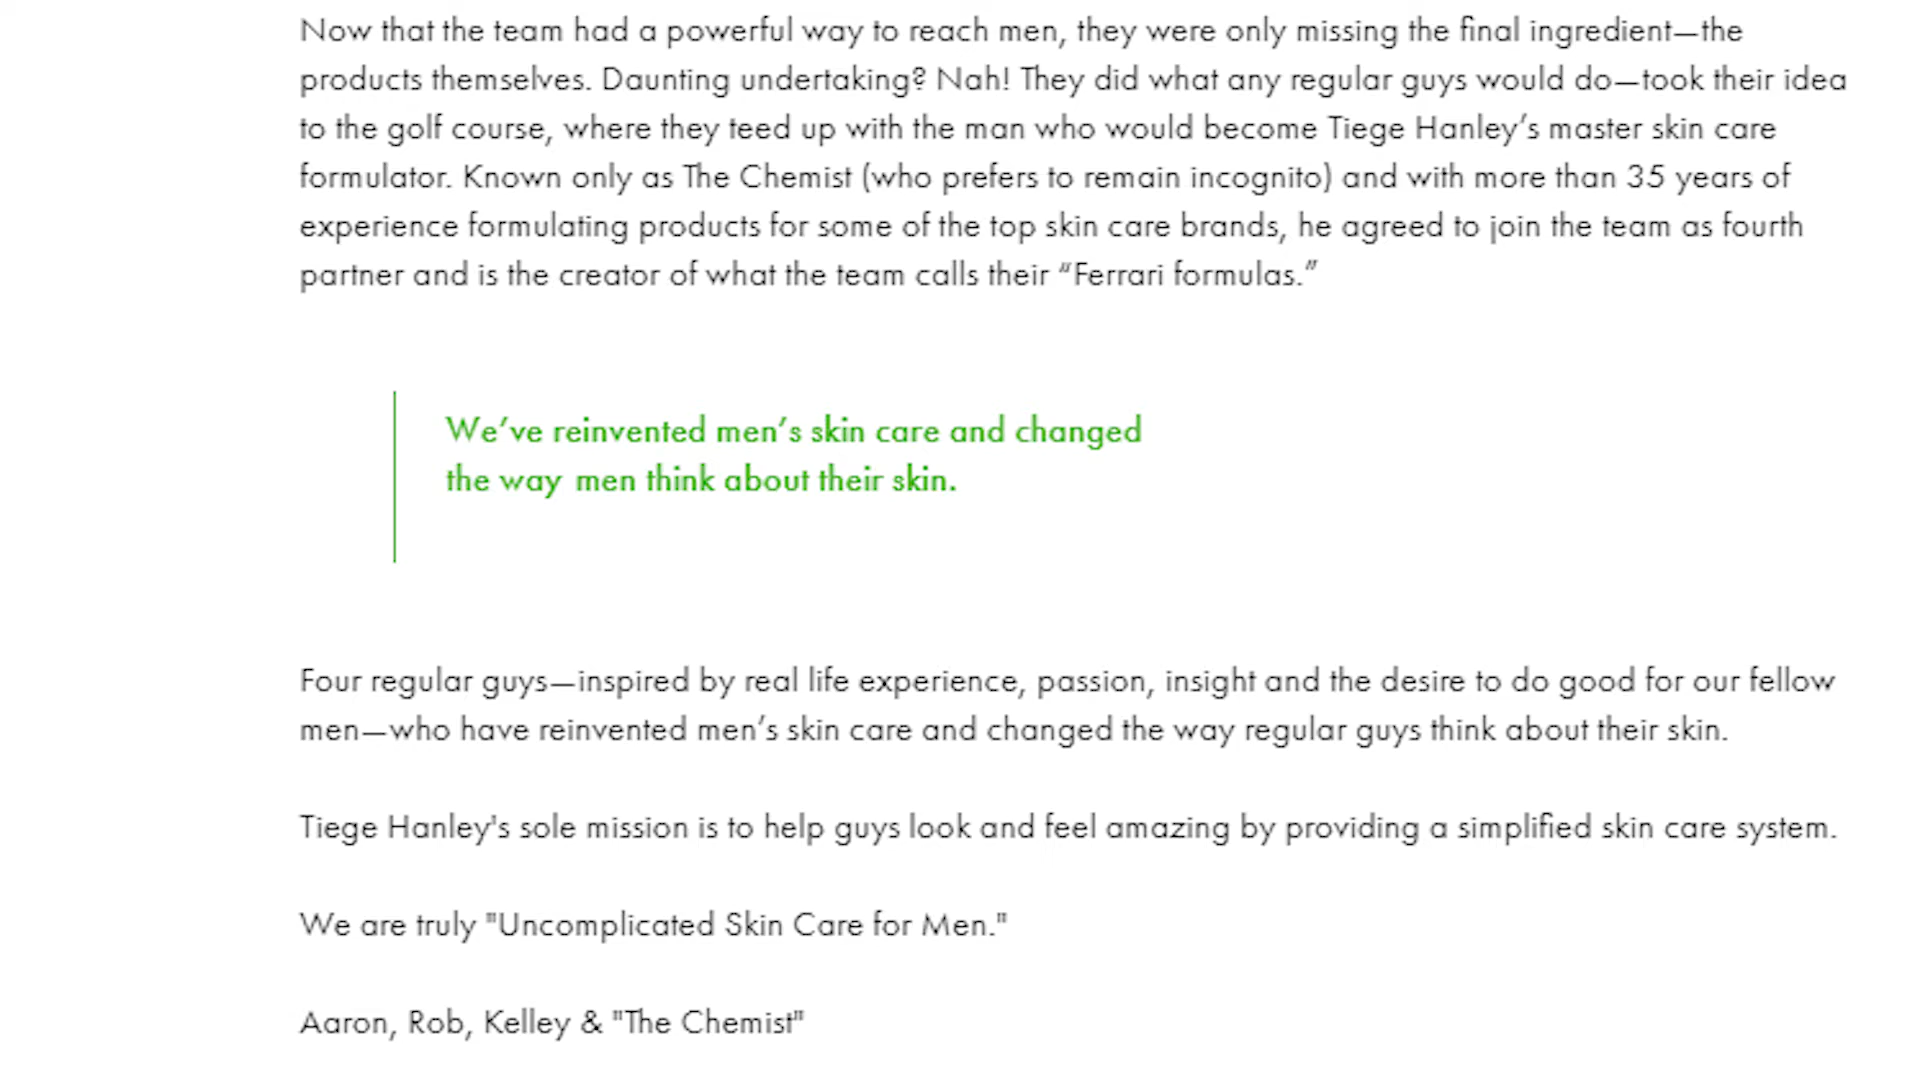 Now that the team had a powerful way to reach men, they were only missing the final ingredient—the
products themselves. Daunting undertaking? Nah! They did what any regular guys would do—took their idea
to the golf course, where they teed up with the man who would become Tiege Hanley’s master skin care
formulator. Known only as The Chemist (who prefers to remain incognito) and with more than 35 years of
experience formulating products for some of the top skin care brands, he agreed to join the team as fourth
partner and is the creator of what the team calls their “Ferrari formulas.”
We’ve reinvented men’s skin care and changed
the way men think about their skin.
Four regular guys—inspired by real life experience, passion, insight and the desire to do good for our fellow
men—who have reinvented men’s skin care and changed the way regular guys think about their skin.
Tiege Hanley's sole mission is to help guys look and feel amazing by providing a simplified skin care system.
We are truly "Uncomplicated Skin Care for Men."
Aaron, Rob, Kelley & "The Chemist"